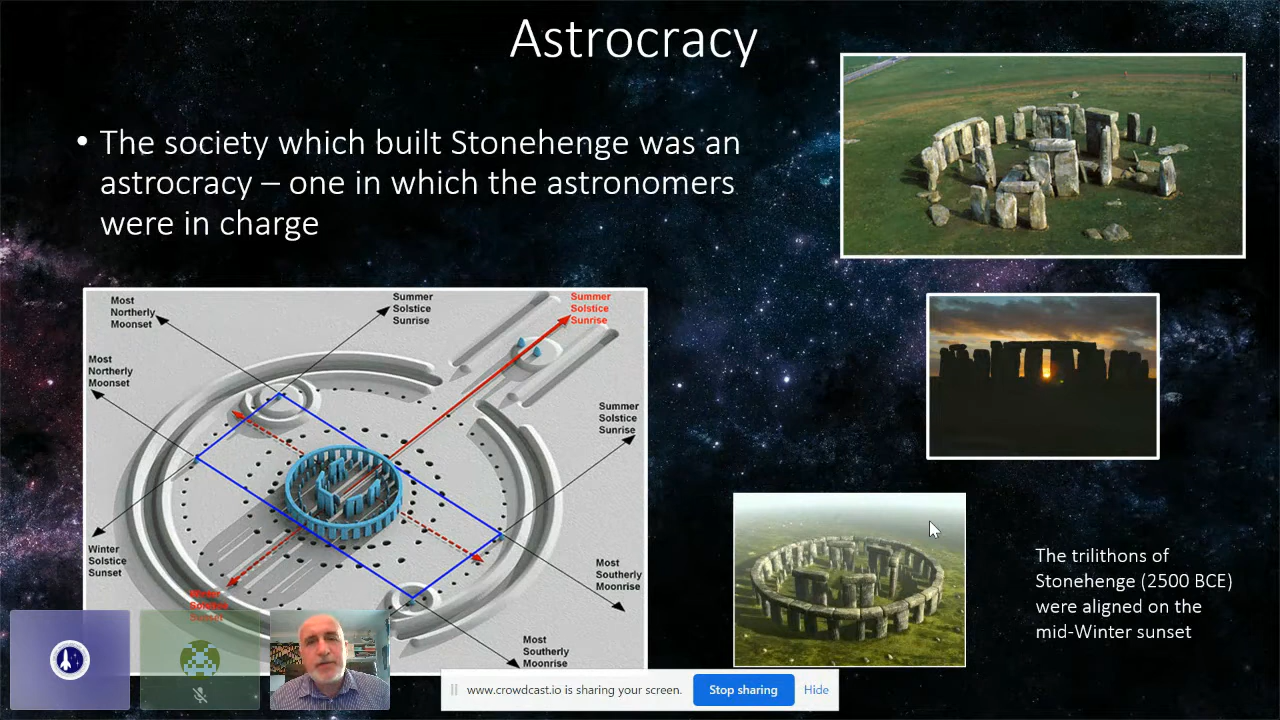 Astrocracy
• The society which built Stonehenge was an
astrocracy – one in which the astronomers
were in charge
Most
Northerly
Moonset
Summer
Solstice
Sunrise
Summer
Solstice
Sunrise
Most
Northerly
Moonset
Summer
Solstice
Sunrise
Winter
Solstice
Sunset
Winter
Solstice
Sunset
Most
Southerly
Moonrise
Most
Southerly
Moonrise
The trilithons of
Stonehenge (2500 BCE)
were aligned on the
mid-Winter sunset
www.crowdcast.io is sharing your screen.
Stop sharing
Hide